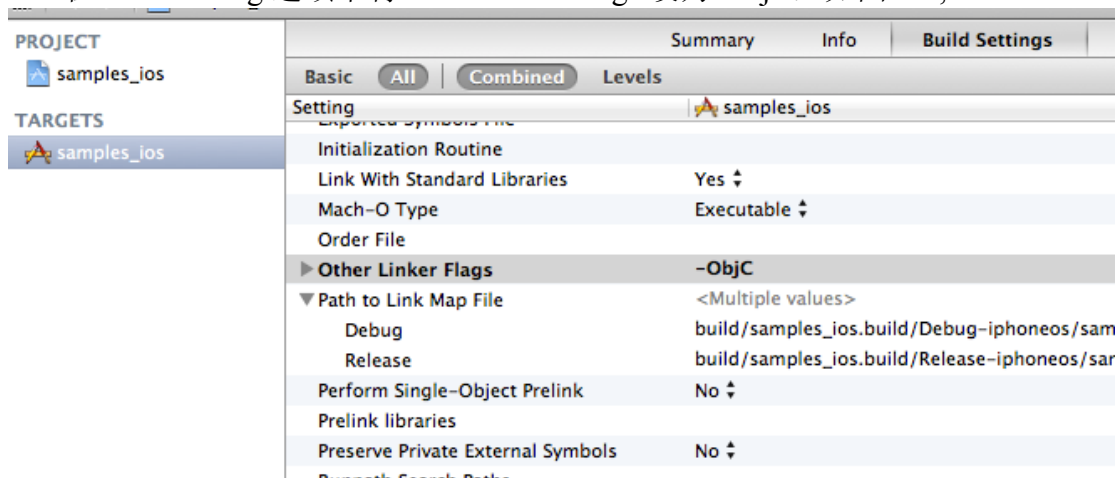 PROJECT
samples_ios
TARGETS
samples_ios
Summary Info Build Settings
Basic All Combined Levels
Setting samples_ios
Exported Symbols File
Initialization Routine
Link With Standard Libraries Yes
Mach-O Type Executable
Order File
Other Linker Flags -ObjC
Path to Link Map File <Multiple values>
Debug build/samples_ios.build/Debug-iphoneos/sam
Release build/samples_ios.build/Release-iphoneos/sar
Perform Single-Object Prelink No
Prelink libraries
Preserve Private External Symbols No